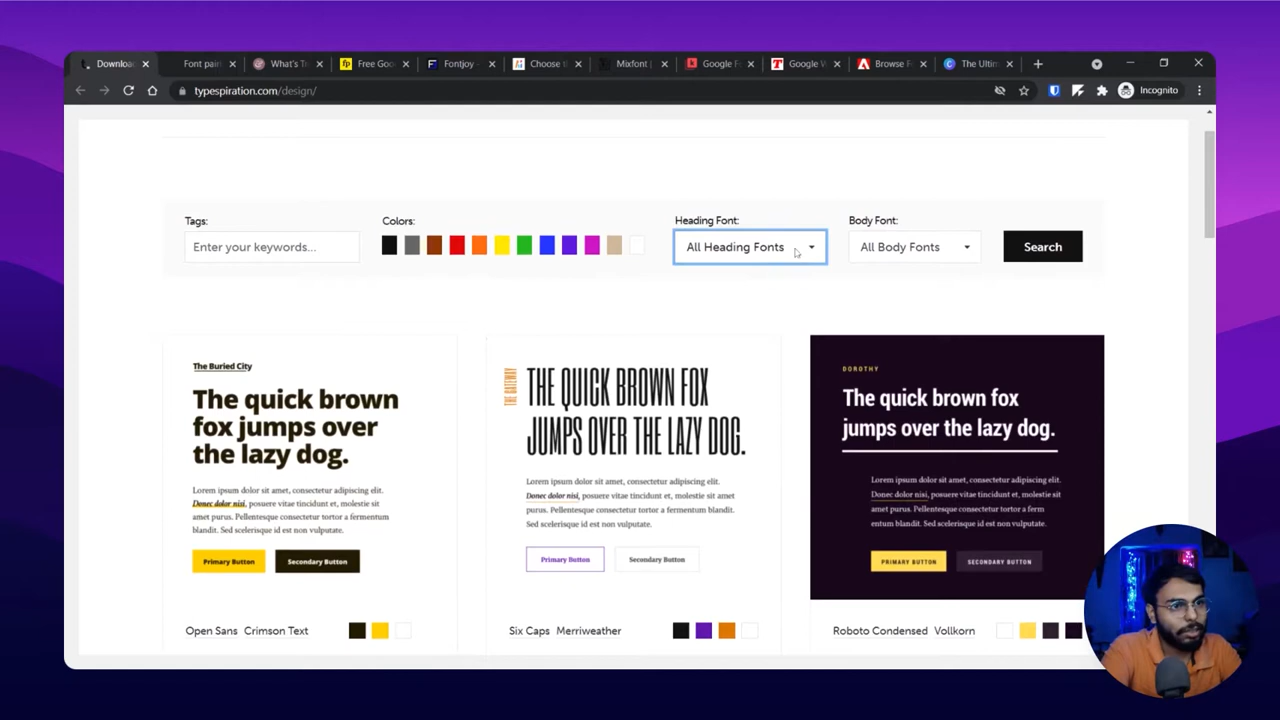 Downloa
Font pair
What's Tr
Free Goo
Fontjoy -
Choose t
Mixfont |
Google F
Google W
Browse F
The Ultim
typespiration.com/design/
Incognito
Tags:
Colors:
Heading Font:
Body Font:
Enter your keywords...
All Heading Fonts
All Body Fonts
Search
The Buried City
The quick brown
fox jumps over
the lazy dog.
Lorem ipsum dolor sit amet, consectetur adipiscing elit.
Donec dolor nisi, posuere vitae tincidunt et, molestie sit
amet purus. Pellentesque consectetur tortor a fermentum
blandit. Sed scelerisque id est non vulputate.
Primary Button
Secondary Button
Open Sans Crimson Text
THE GATEWAY
THE QUICK BROWN FOX
JUMPS OVER THE LAZY DOG.
Lorem ipsum dolor sit amet, consectetur adipiscing elit.
Donec dolor nisi, posuere vitae tincidunt et, molestie sit
amet purus. Pellentesque consectetur tortor a fermentum blandit.
Sed scelerisque id est non vulputate.
Primary Button
Secondary Button
Six Caps Merriweather
DOROTHY
The quick brown fox
jumps over the lazy dog.
Lorem ipsum dolor sit amet, consectetur adipiscing elit.
Donec dolor nisi, posuere vitae tincidunt et, molestie sit
amet purus. Pellentesque consectetur tortor a
fermentum blandit. Sed scelerisque id est non vulputate.
PRIMARY BUTTON
SECONDARY BUTTON
Roboto Condensed Vollkorn